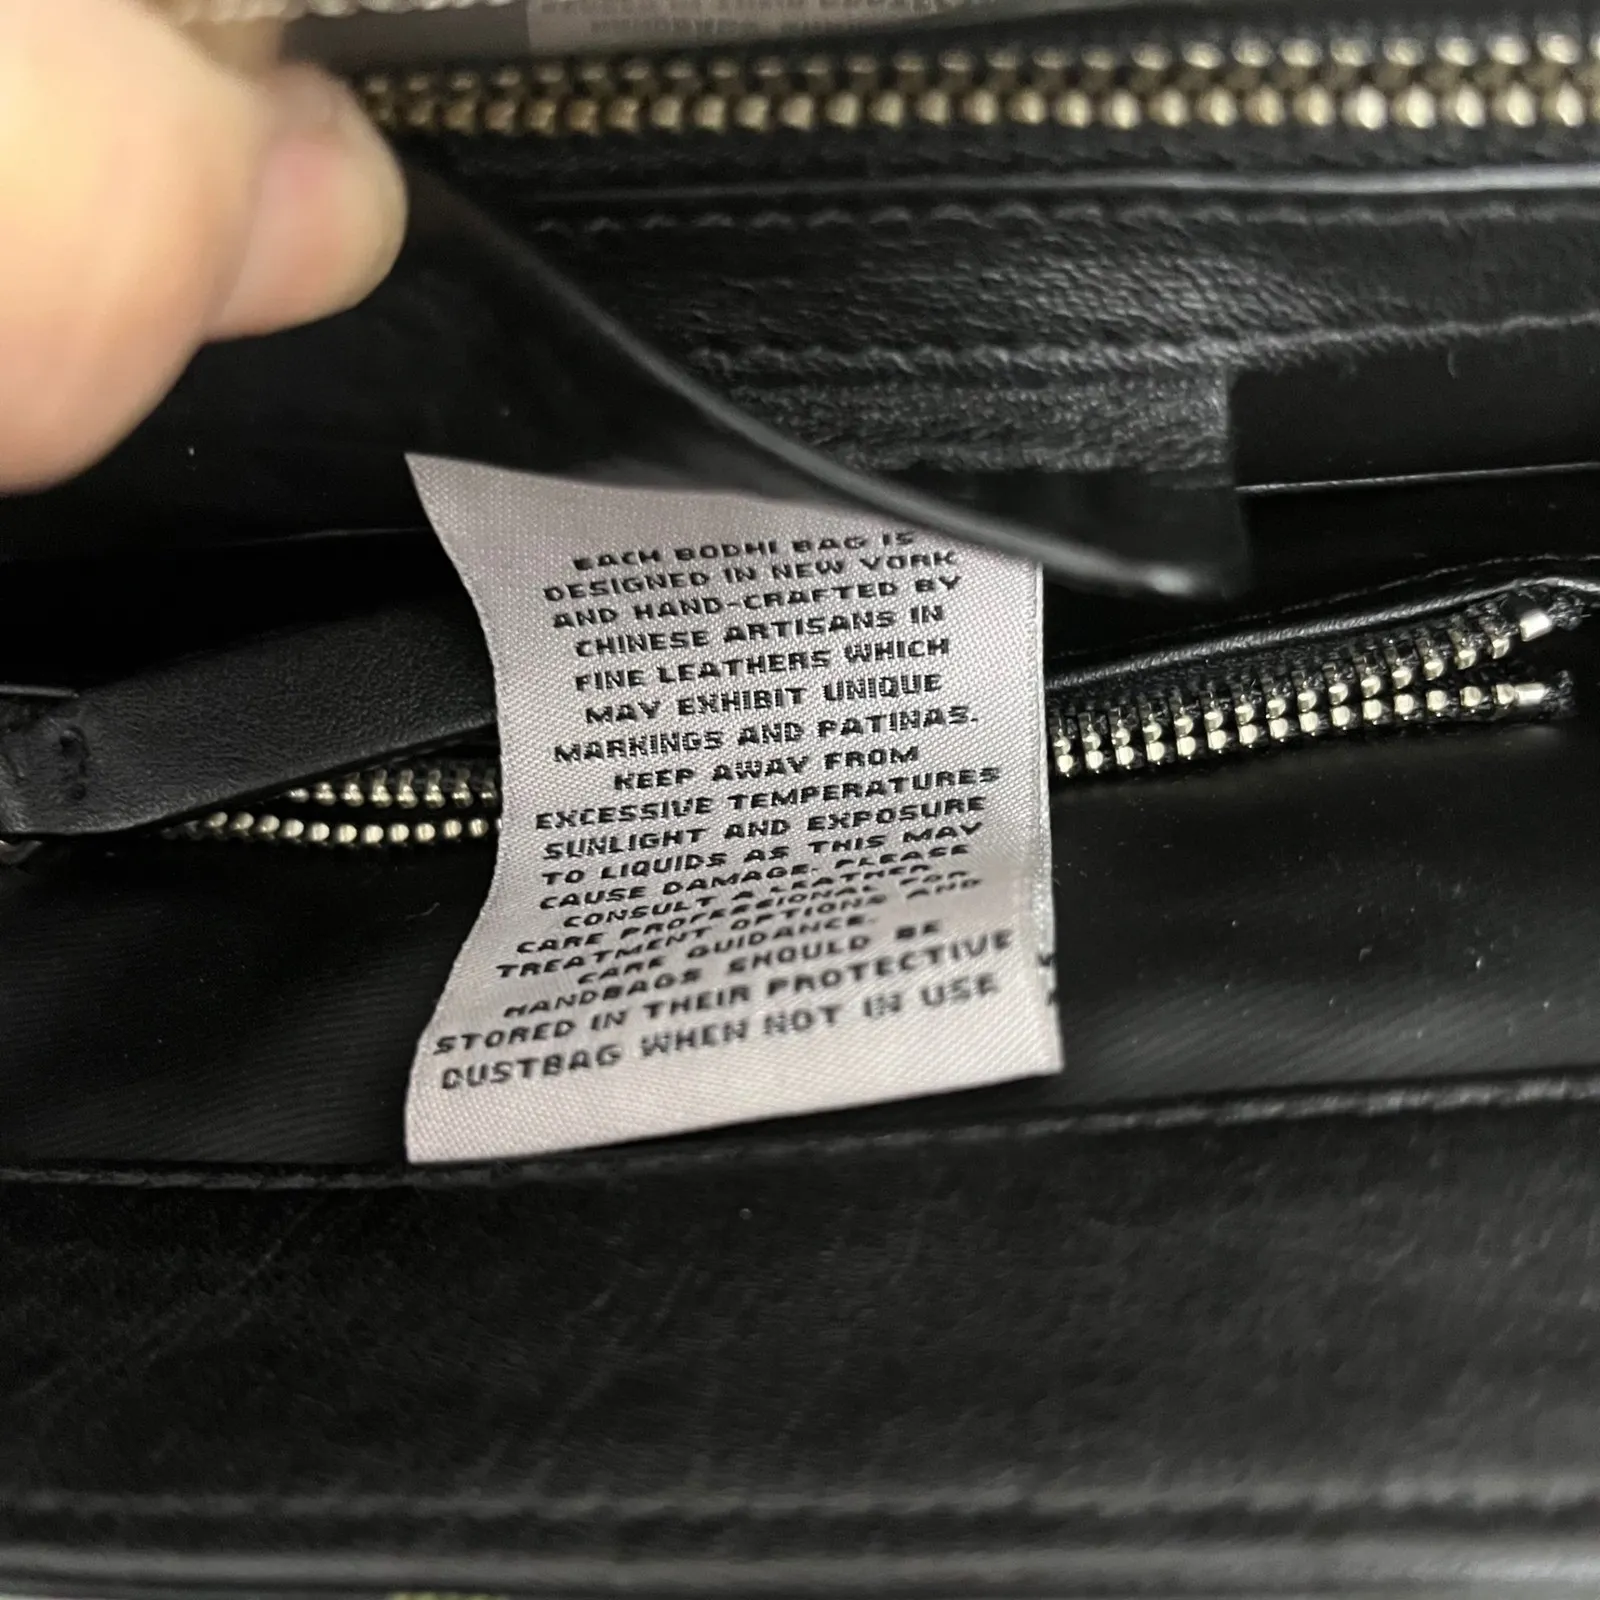 EACH BODHI BAG IS
DESIGNED IN NEW YORK
AND HAND-CRAFTED BY
CHINESE ARTISANS IN
FINE LEATHERS WHICH
MAY EXHIBIT UNIQUE
MARKINGS AND PATINAS.
KEEP AWAY FROM
EXCESSIVE TEMPERATURES
SUNLIGHT AND EXPOSURE
TO LIQUIDS AS THIS MAY
CAUSE DAMAGE. PLEASE
CONSULT A LEATHER
CARE PROFESSIONAL FOR
TREATMENT OPTIONS AND
CARE GUIDANCE.
HANDBAGS SHOULD BE
STORED IN THEIR PROTECTIVE
DUSTBAG WHEN NOT IN USE